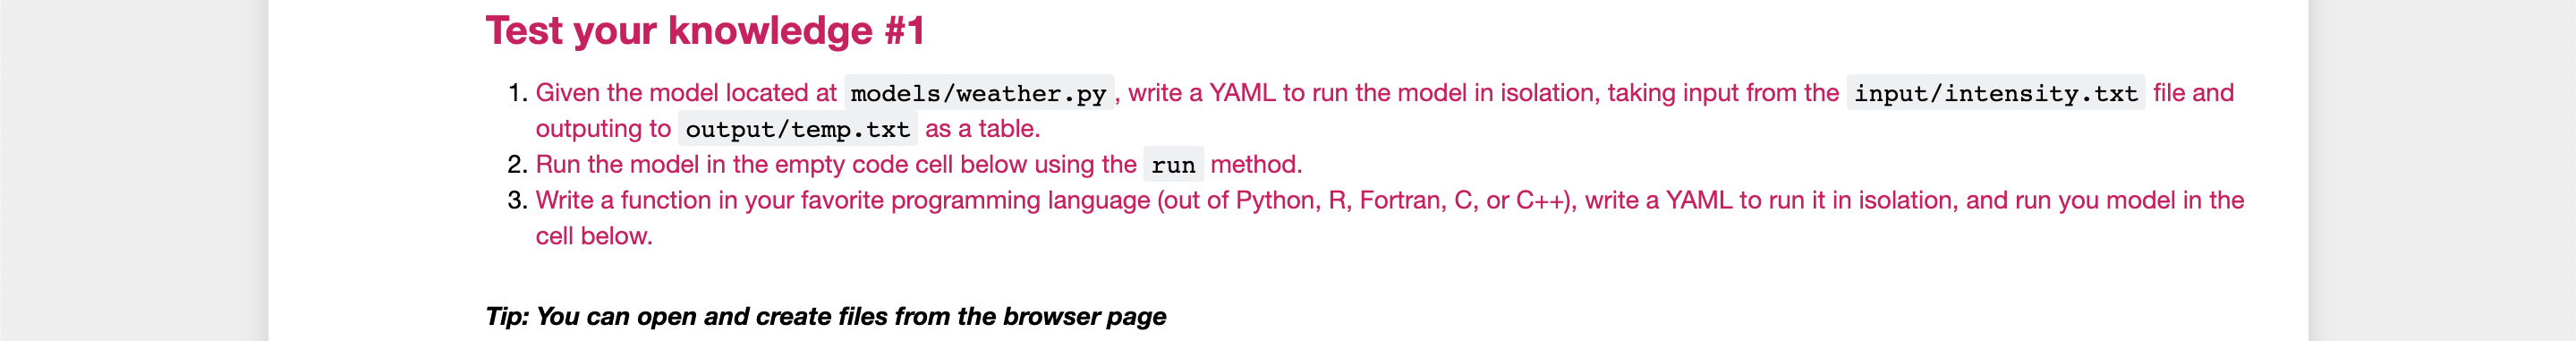 Test your knowledge #1
1. Given the model located at models/weather.py, write a YAML to run the model in isolation, taking input from the input/intensity.txt file and
outputing to output/temp.txt as a table.
2. Run the model in the empty code cell below using the run method.
3. Write a function in your favorite programming language (out of Python, R, Fortran, C, or C++), write a YAML to run it in isolation, and run you model in the
cell below.
Tip: You can open and create files from the browser page